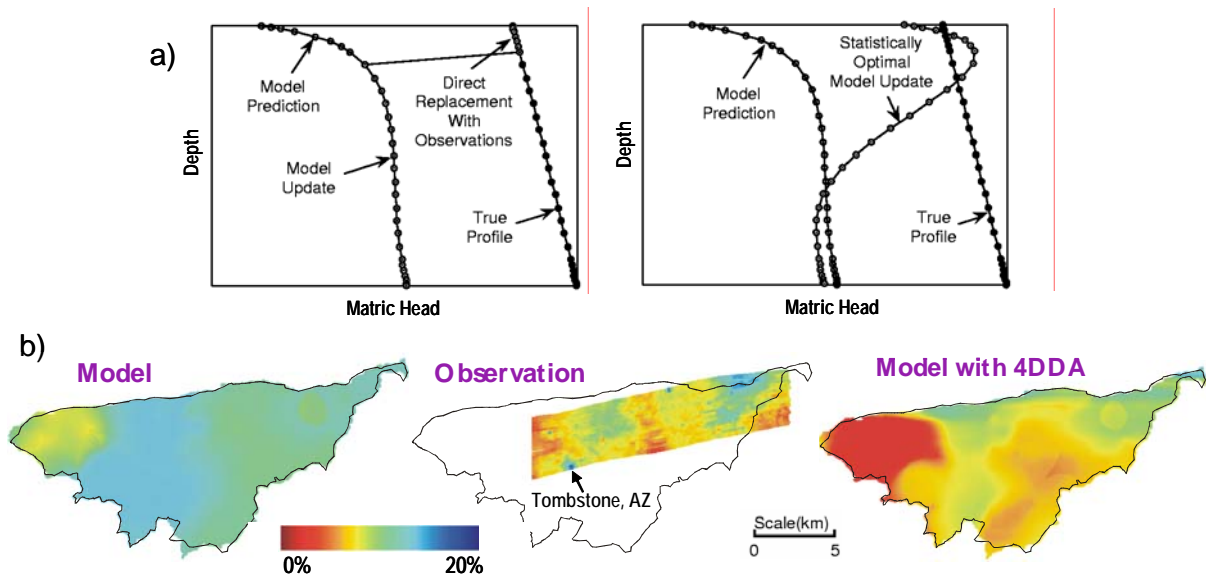 a)
Depth
Model
Prediction
Model
Update
Direct
Replacement
With
Observations
True
Profile
Matric Head
Depth
Model
Prediction
Statistically
Optimal
Model Update
True
Profile
Matric Head
b)
Model
Observation
Model with 4DDA
Tombstone, AZ
0%
20%
Scale(km)
0
5